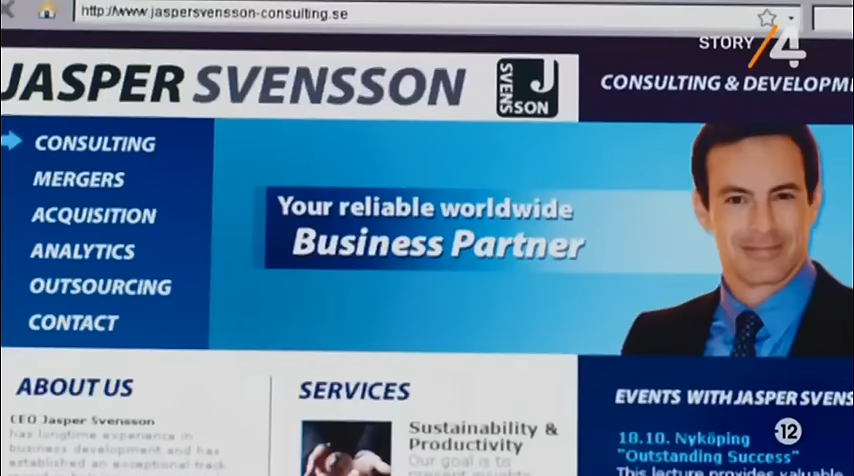 http://www.jaspersvensson-consulting.se
STORY 4
JASPER SVENSSON
SVENS
SON
J
CONSULTING & DEVELOPM
CONSULTING
MERGERS
ACQUISITION
ANALYTICS
OUTSOURCING
CONTACT
Your reliable worldwide
Business Partner
ABOUT US
CEO Jasper Svensson
has longtime experience in
business development and has
established an exceptional track
SERVICES
Sustainability &
Productivity
Our goal is to
present insights
EVENTS WITH JASPER SVENS
18.10. Nyköping
"Outstanding Success"
This lecture provides valuable
-12